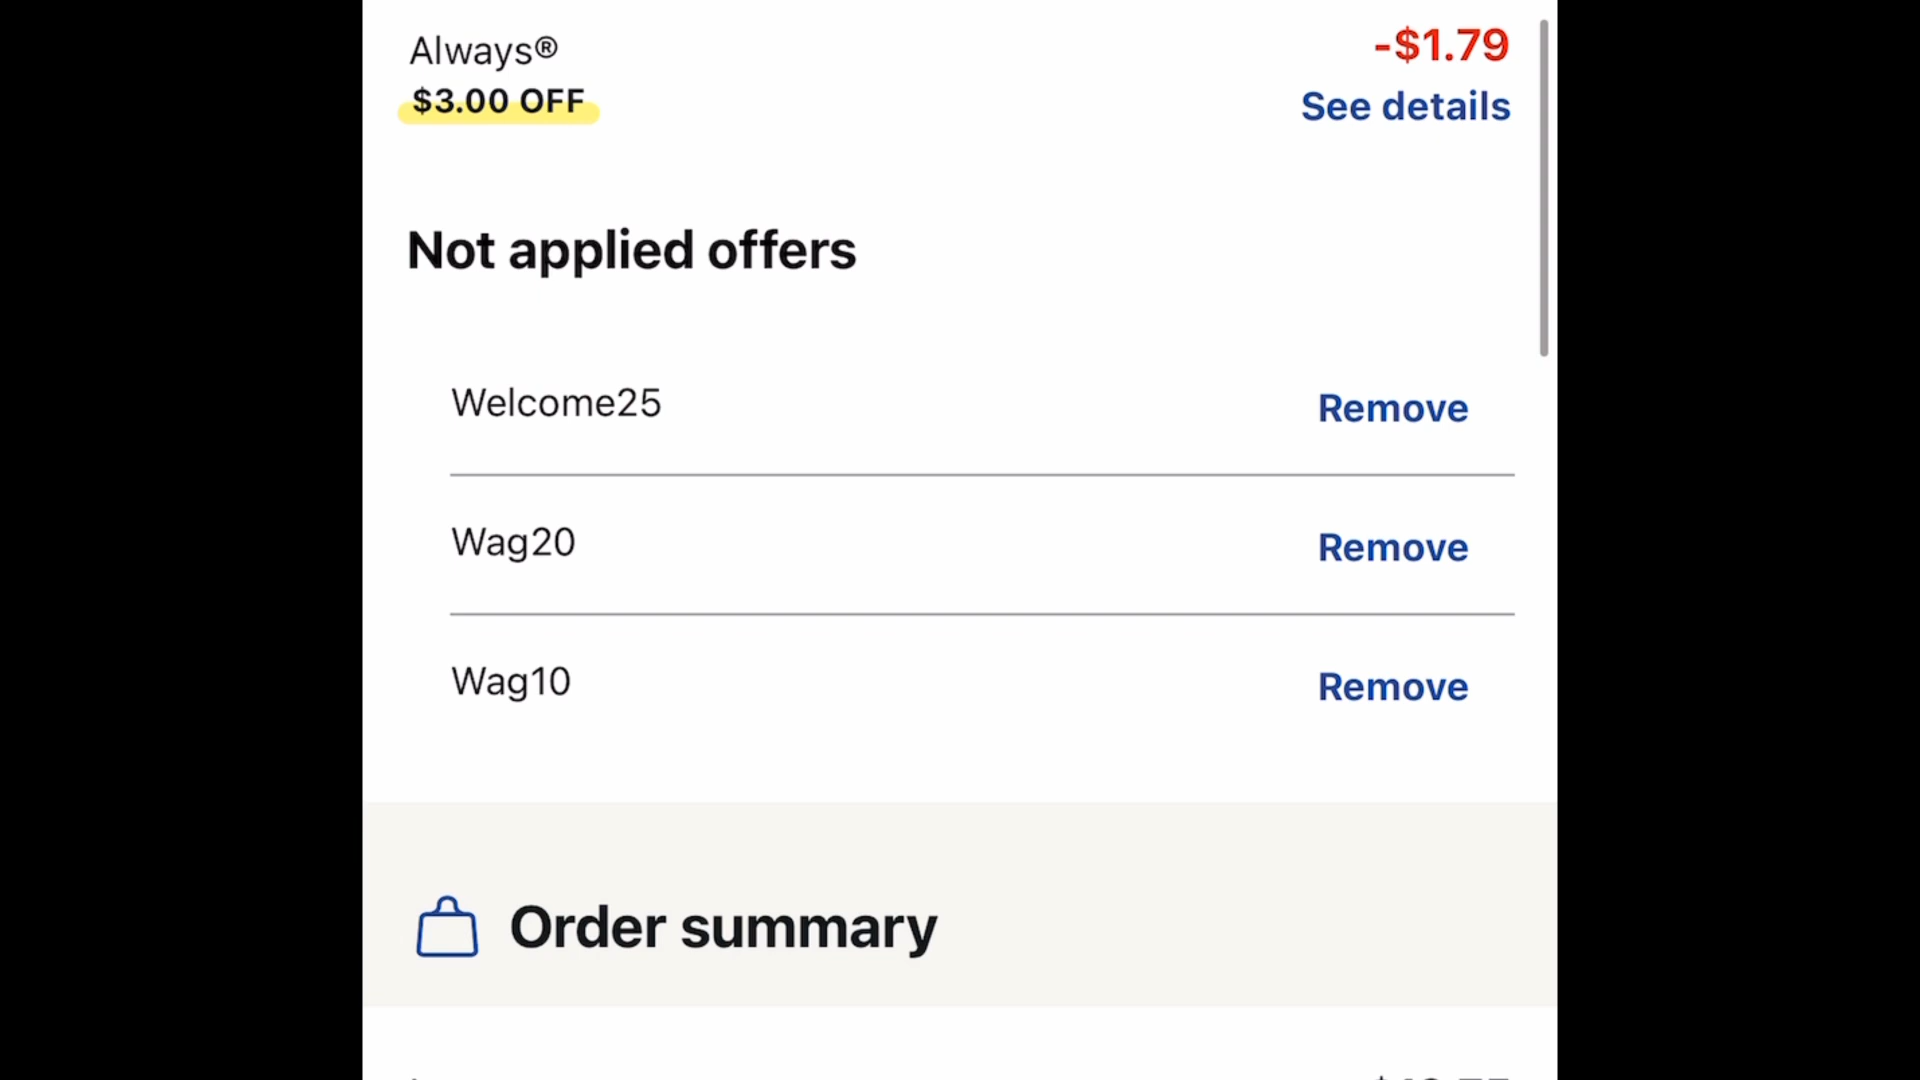 Always®
-$1.79
$3.00 OFF
See details
Not applied offers
Welcome25
Remove
Wag20
Remove
Wag10
Remove
Order summary